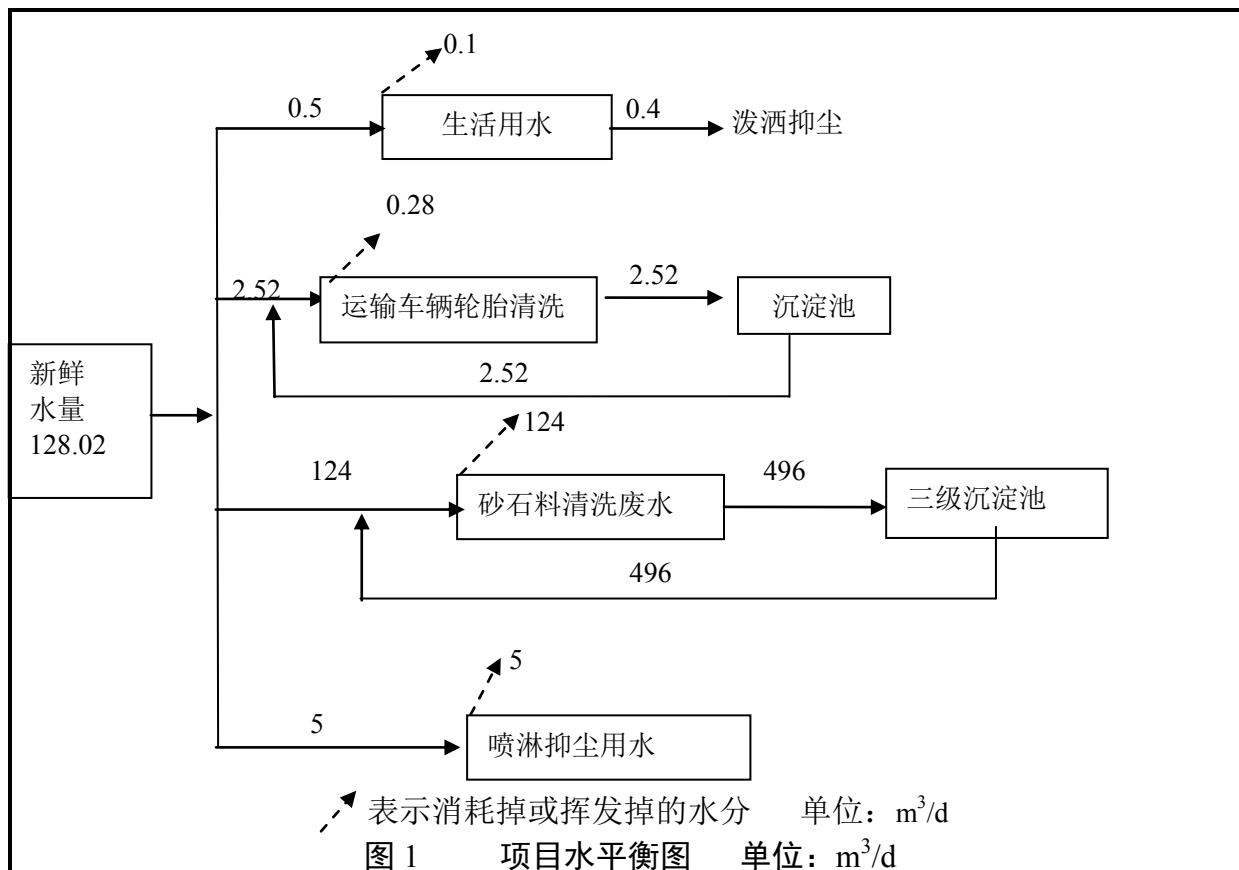 0.1
0.5
生活用水
0.4
泼洒抑尘
0.28
2.52
运输车辆轮胎清洗
2.52
沉淀池
2.52
新鲜
水量
128.02
124
124
砂石料清洗废水
496
三级沉淀池
496
5
5
喷淋抑尘用水
表示消耗掉或挥发掉的水分 单位：m³/d
图 1 项目水平衡图 单位：m³/d